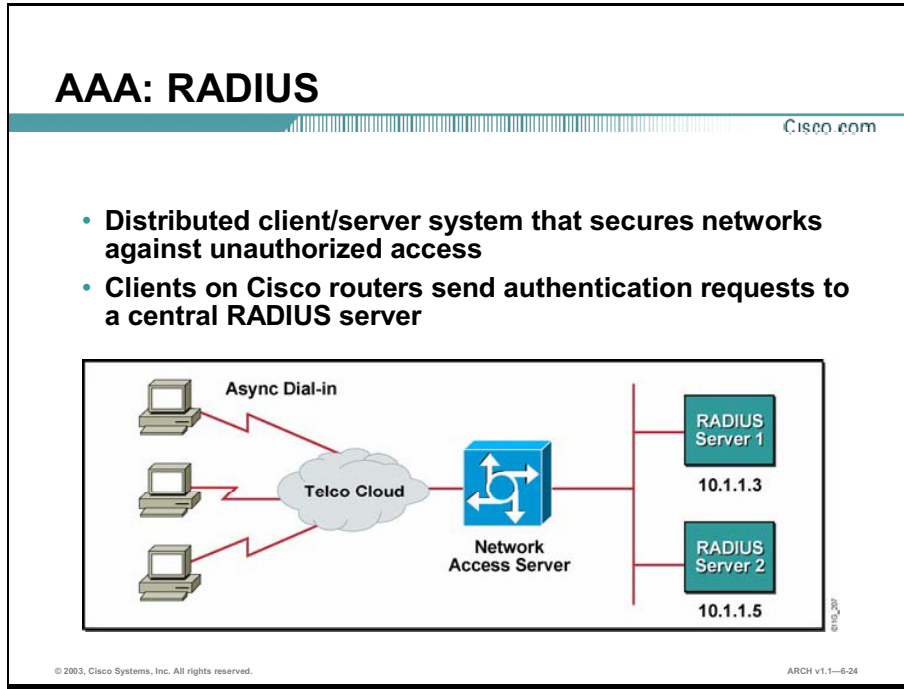 AAA: RADIUS
Cisco.com
• Distributed client/server system that secures networks
against unauthorized access
• Clients on Cisco routers send authentication requests to
a central RADIUS server
Async Dial-in
Telco Cloud
Network
Access Server
RADIUS
Server 1
10.1.1.3
RADIUS
Server 2
10.1.1.5
© 2003, Cisco Systems, Inc. All rights reserved.
ARCH v1.1—6-24